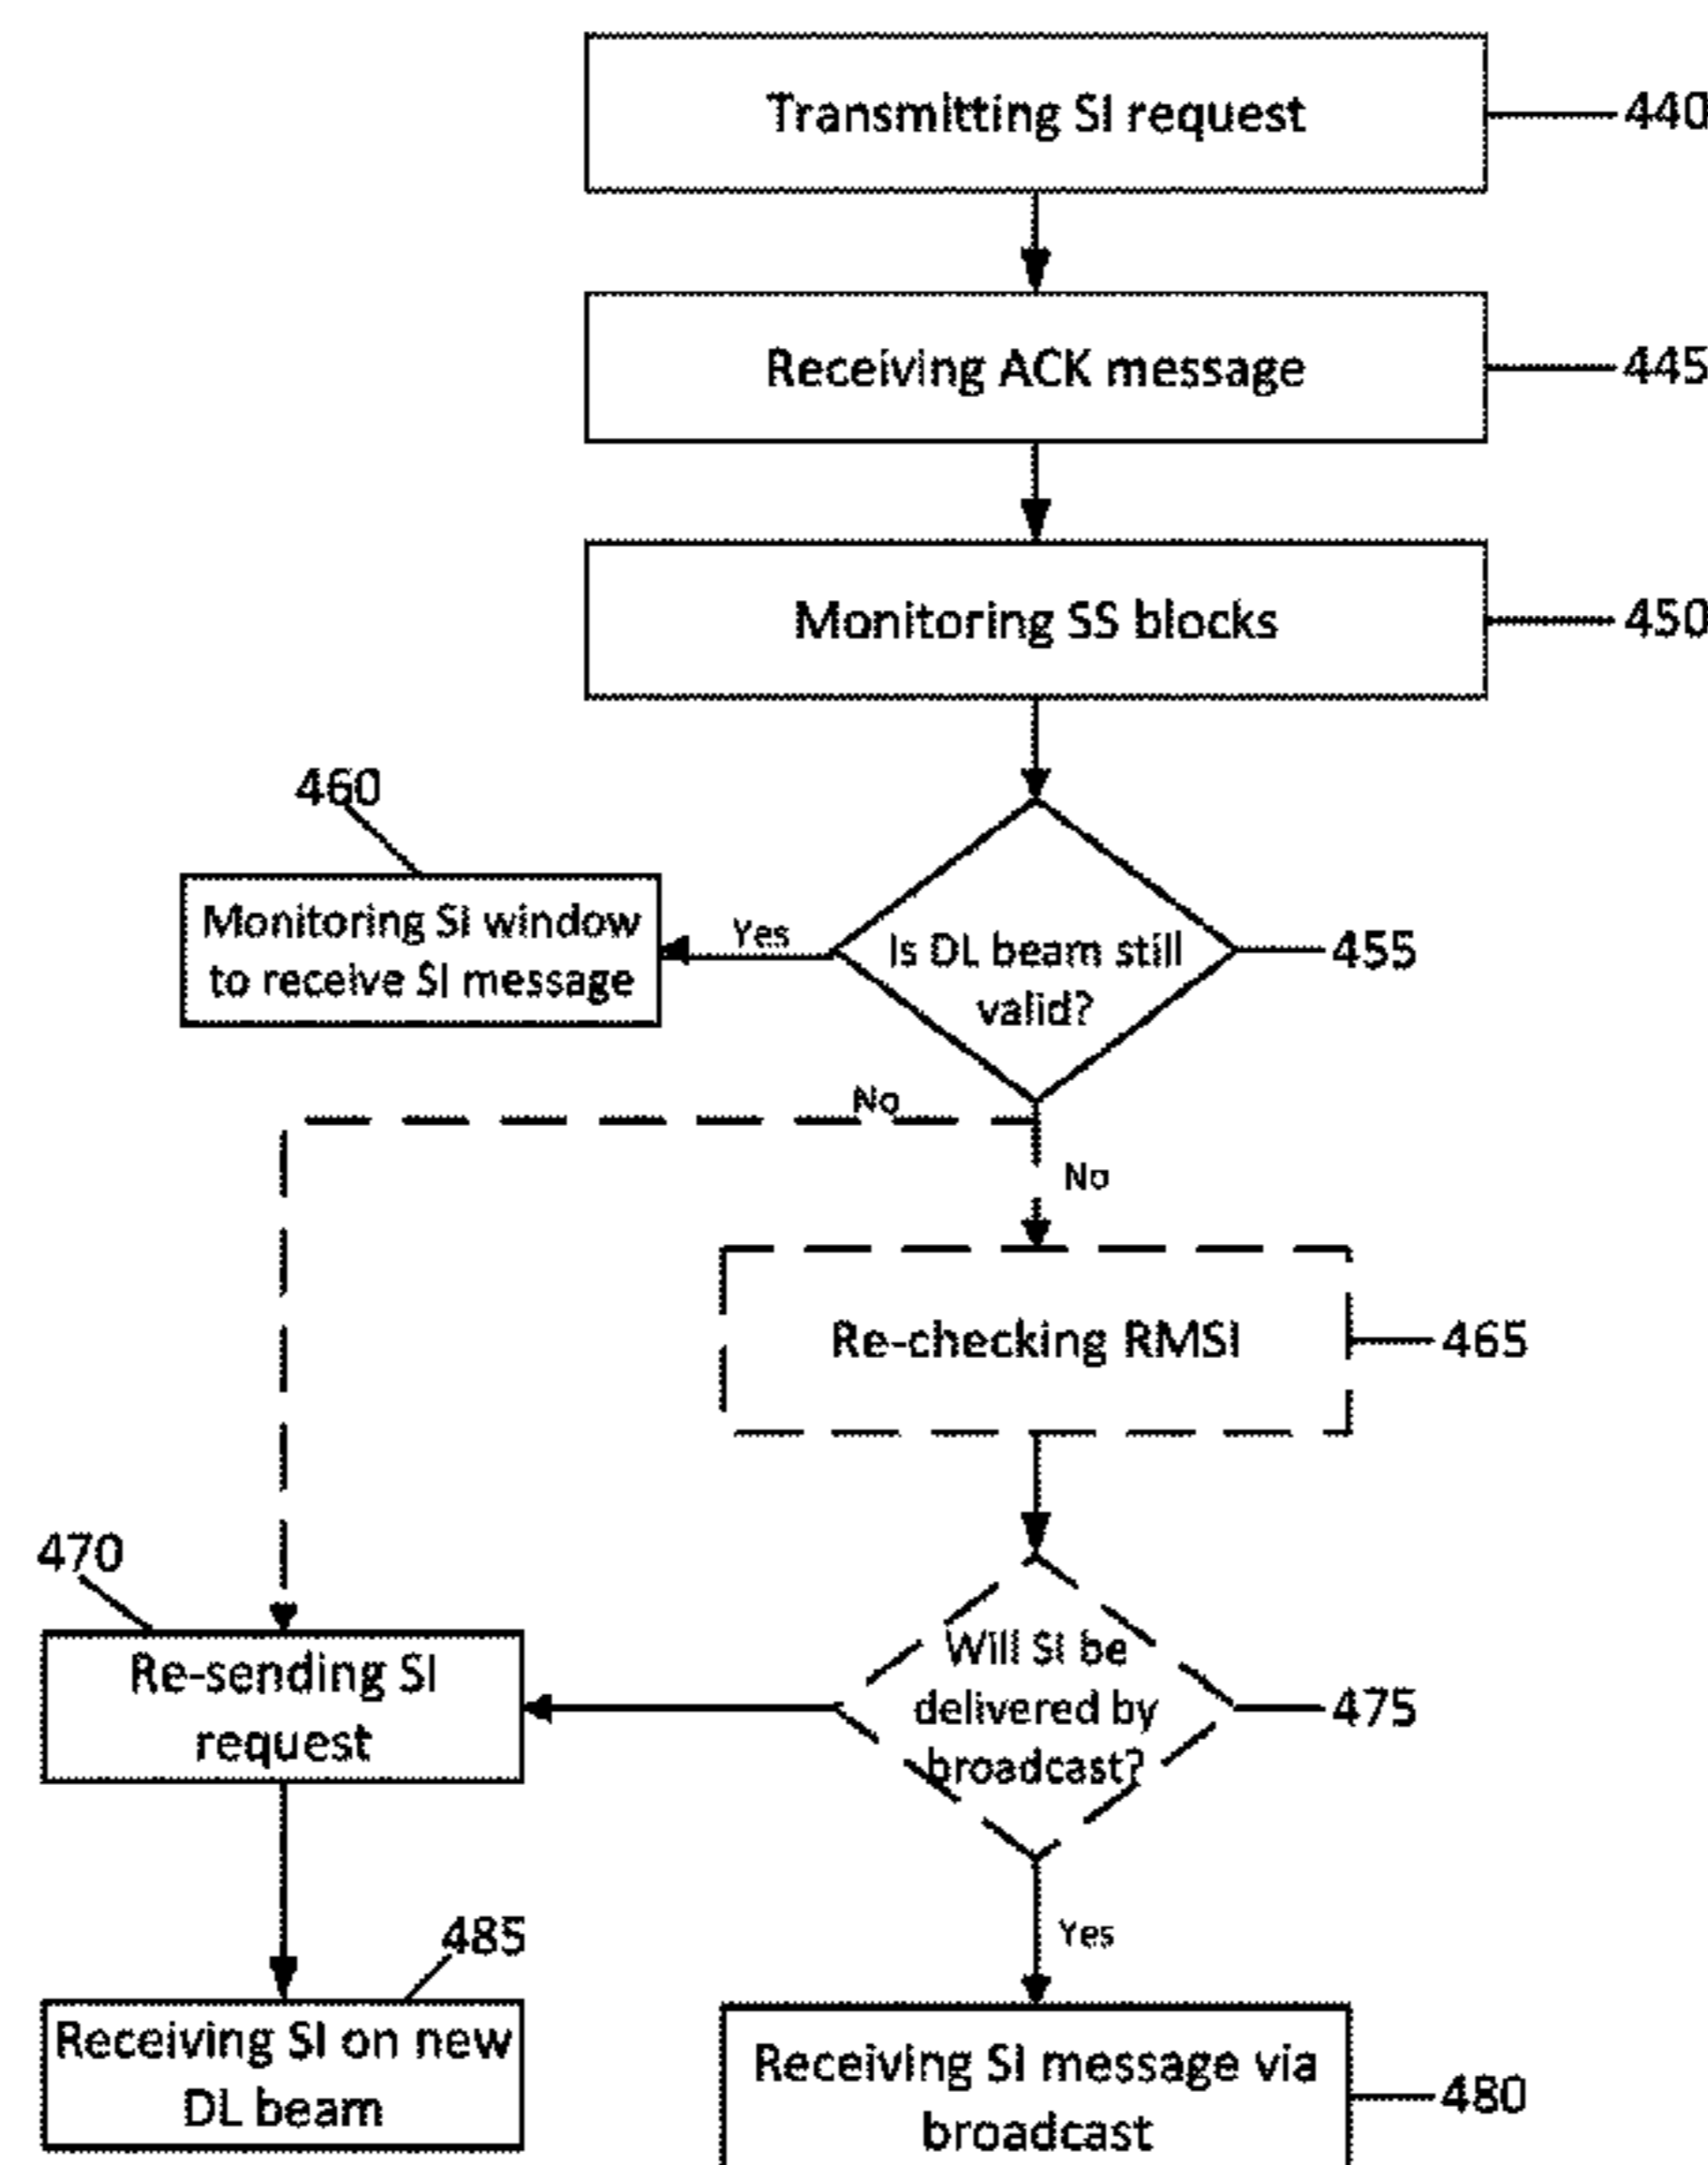 Transmitting SI request
440
Receiving ACK message
445
Monitoring SS blocks
450
460
Monitoring SI window
to receive SI message
Yes
Is DL beam still
valid?
455
No
No
Re-checking RMSI
465
470
Re-sending SI
request
Will SI be
delivered by
broadcast?
475
Yes
485
Receiving SI on new
DL beam
Receiving SI message via
broadcast
480